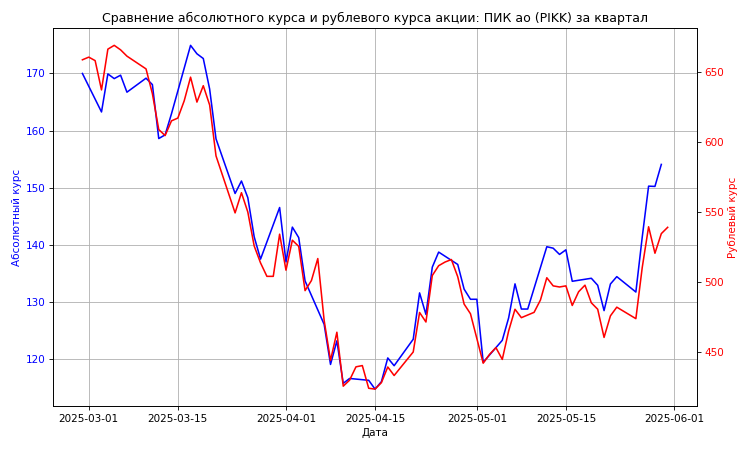 Сравнение абсолютного курса и рублевого курса акции: ПИК ао (PIKK) за квартал
170
160
150
140
130
120
Абсолютный курс
650
600
550
500
450
Рублевый курс
2025-03-01 2025-03-15 2025-04-01 2025-04-15 2025-05-01 2025-05-15 2025-06-01
Дата